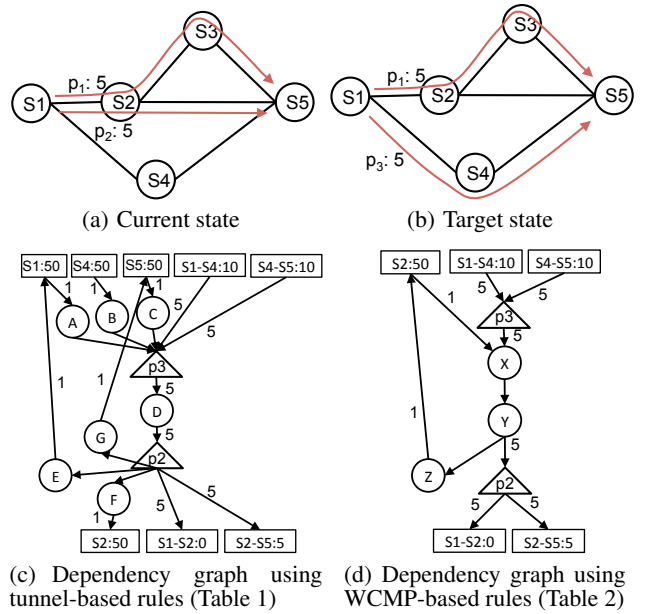 S3
p₁: 5
S1
S2
S5
p₂: 5
S4
(a) Current state
S3
p₁: 5
S1
S2
S5
p₃: 5
S4
(b) Target state
S1:50
S4:50
S5:50
S1-S4:10
S4-S5:10
1
1
1
5
5
A
B
C
p3
1
1
5
D
G
5
p2
E
F
5
5
1
S2:50
S1-S2:0
S2-S5:5
(c) Dependency graph using
tunnel-based rules (Table 1)
S2:50
S1-S4:10
S4-S5:10
1
5
5
p3
5
X
Y
1
5
Z
p2
5
5
S1-S2:0
S2-S5:5
(d) Dependency graph using
WCMP-based rules (Table 2)